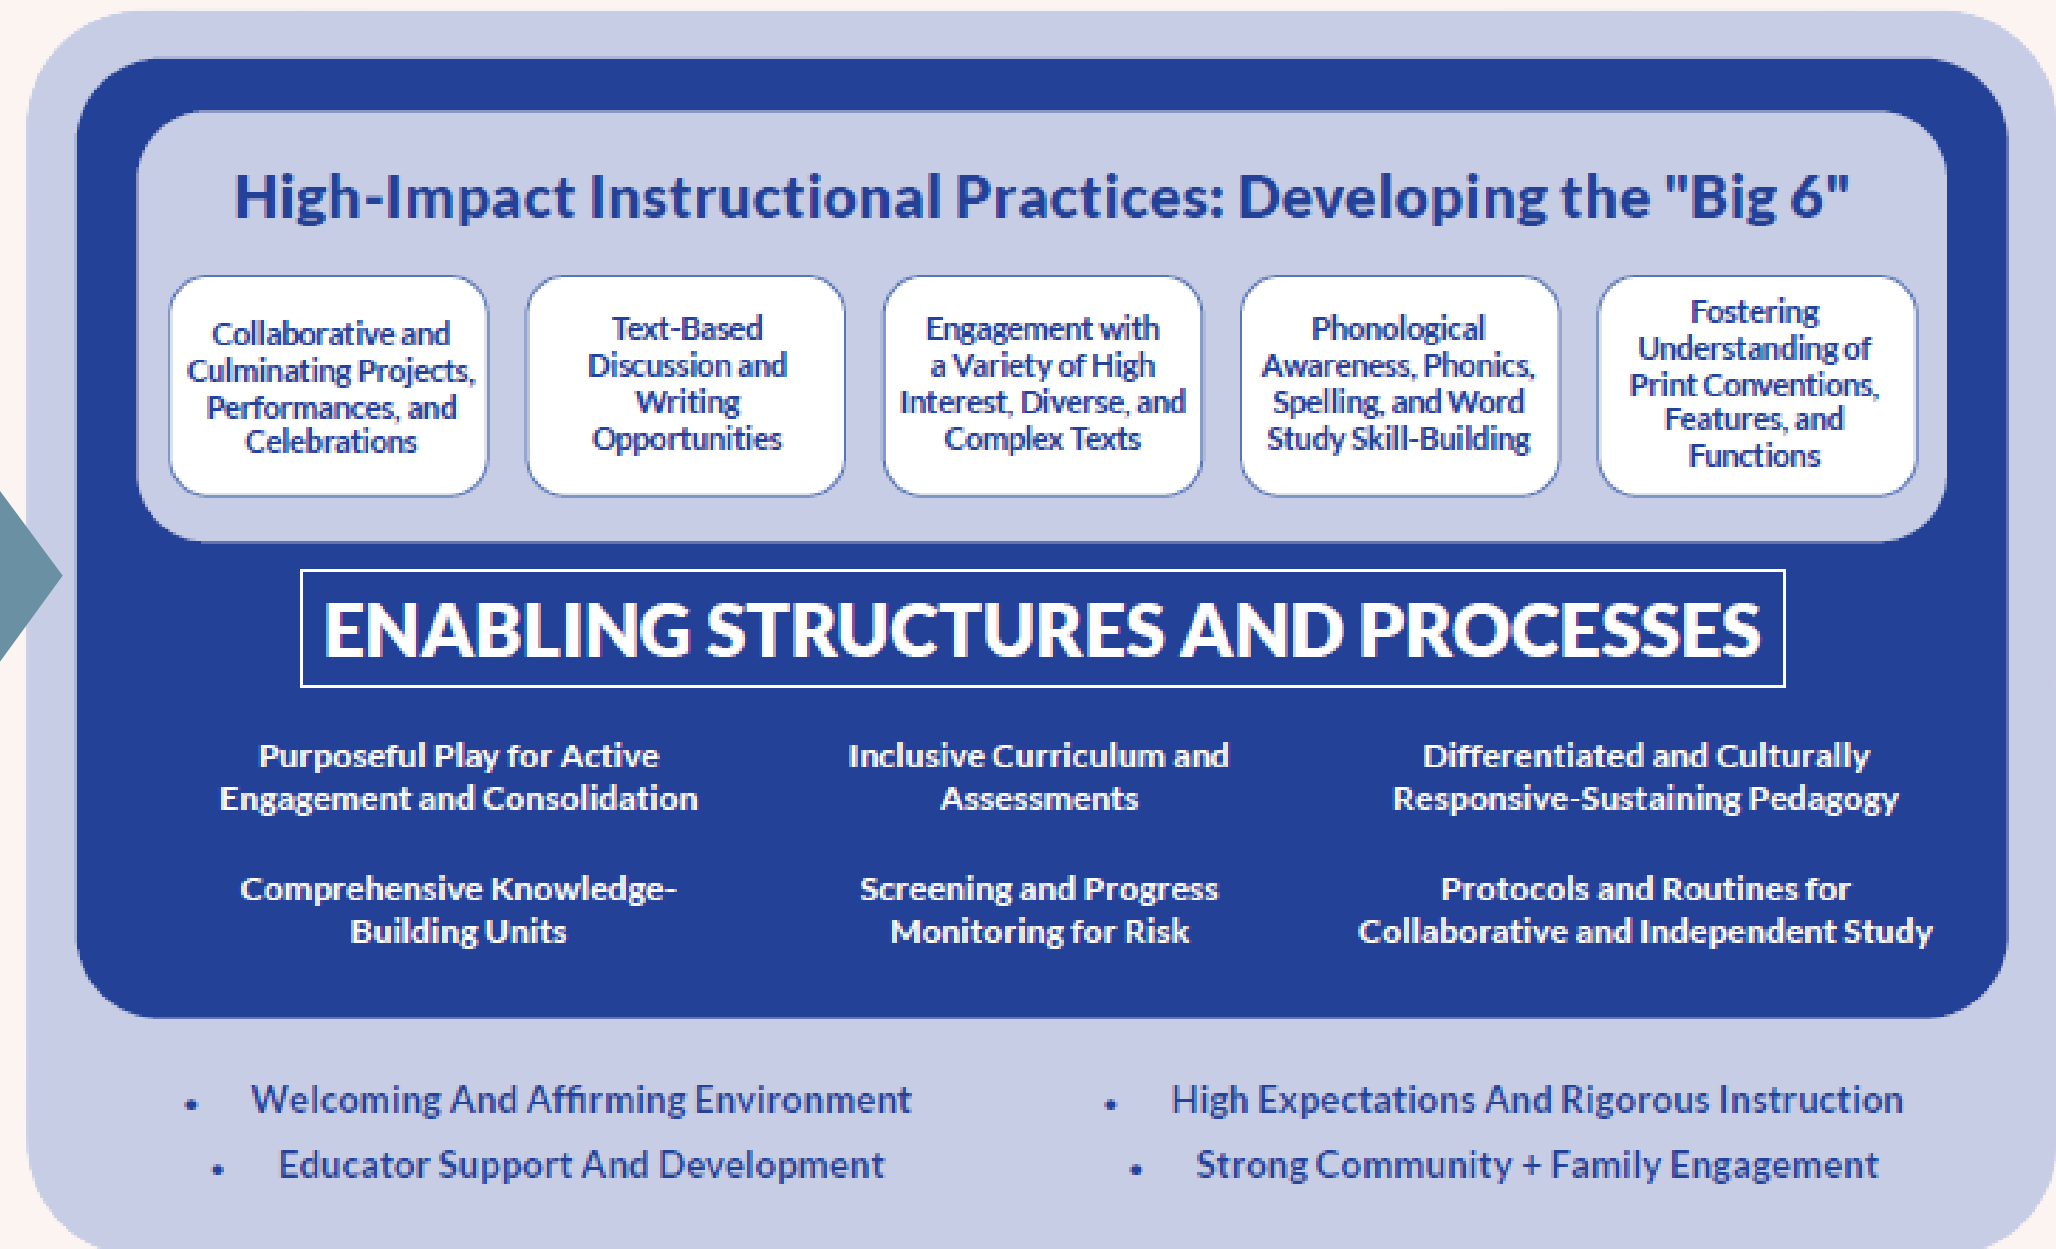 High-Impact Instructional Practices: Developing the "Big 6"
Collaborative and
Culminating Projects,
Performances, and
Celebrations
Text-Based
Discussion and
Writing
Opportunities
Engagement with
a Variety of High
Interest, Diverse, and
Complex Texts
Phonological
Awareness, Phonics,
Spelling, and Word
Study Skill-Building
Fostering
Understanding of
Print Conventions,
Features, and
Functions
ENABLING STRUCTURES AND PROCESSES
Purposeful Play for Active
Engagement and Consolidation
Inclusive Curriculum and
Assessments
Differentiated and Culturally
Responsive-Sustaining Pedagogy
Comprehensive Knowledge-
Building Units
Screening and Progress
Monitoring for Risk
Protocols and Routines for
Collaborative and Independent Study
• Welcoming And Affirming Environment
• Educator Support And Development
• High Expectations And Rigorous Instruction
• Strong Community + Family Engagement